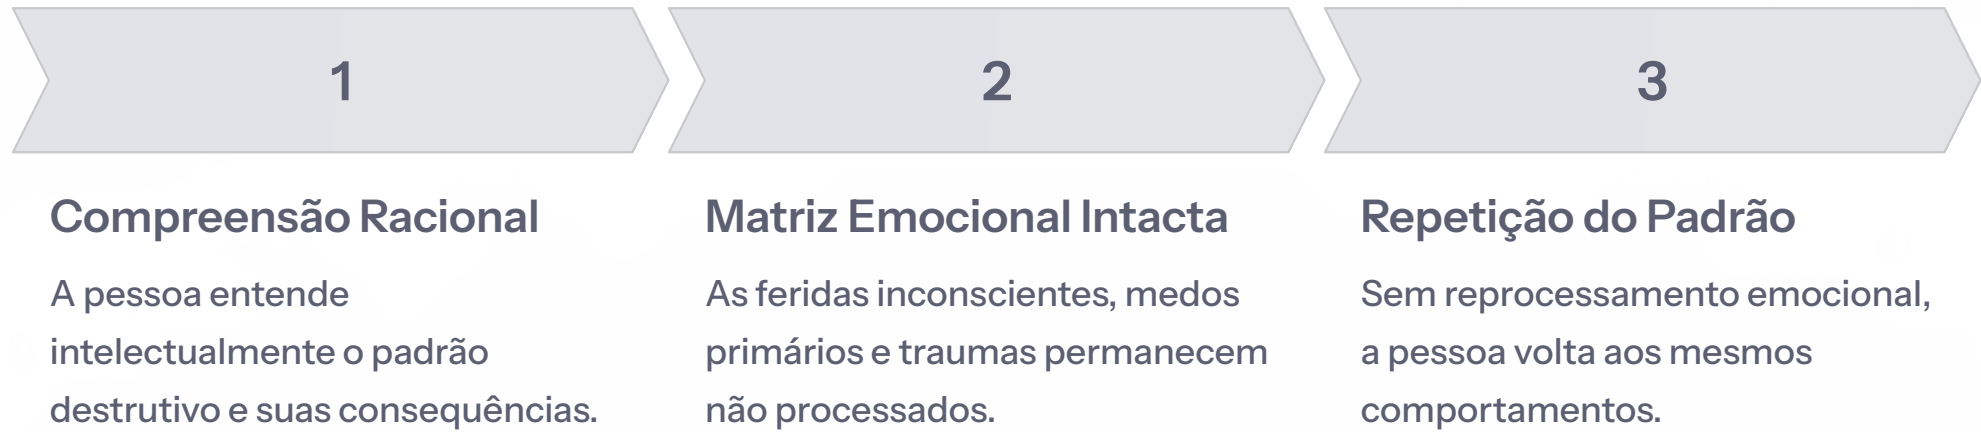 1
Compreensão Racional
A pessoa entende
intelectualmente o padrão
destrutivo e suas consequências.
2
Matriz Emocional Intacta
As feridas inconscientes, medos
primários e traumas permanecem
não processados.
3
Repetição do Padrão
Sem reprocessamento emocional,
a pessoa volta aos mesmos
comportamentos.